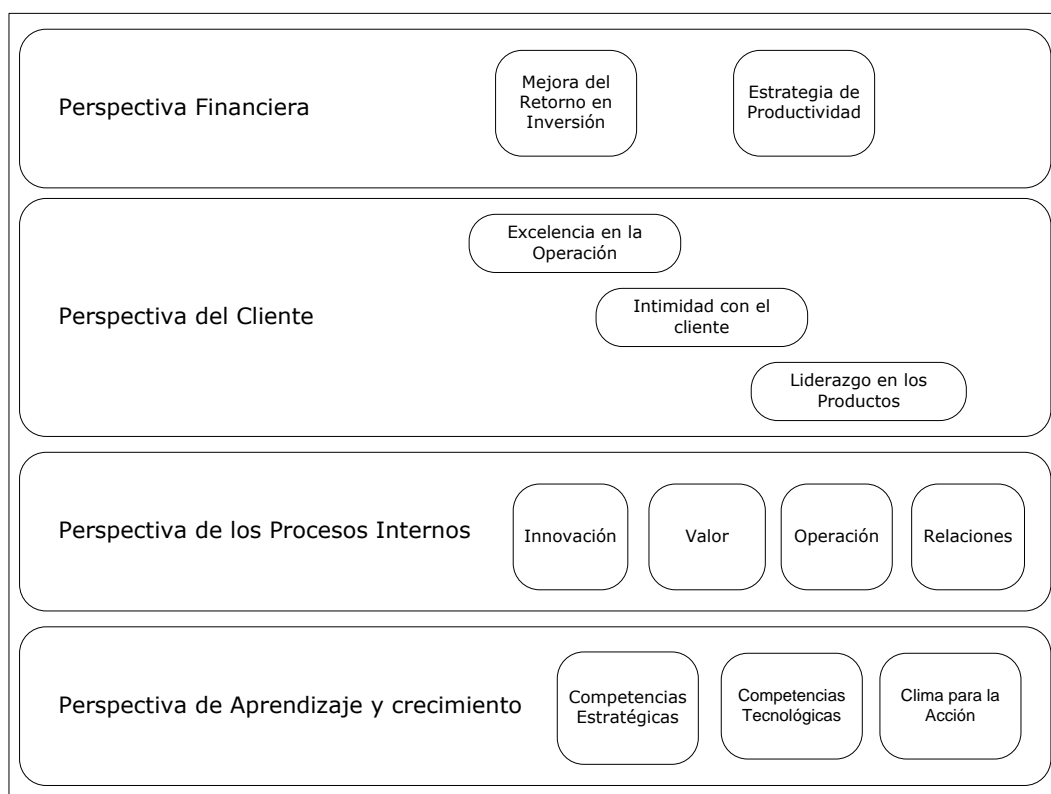 Perspectiva Financiera
Mejora del
Retorno en
Inversión
Estrategia de
Productividad
Perspectiva del Cliente
Excelencia en la
Operación
Intimidad con el
cliente
Liderazgo en los
Productos
Perspectiva de los Procesos Internos
Innovación
Valor
Operación
Relaciones
Perspectiva de Aprendizaje y crecimiento
Competencias
Estratégicas
Competencias
Tecnológicas
Clima para la
Acción